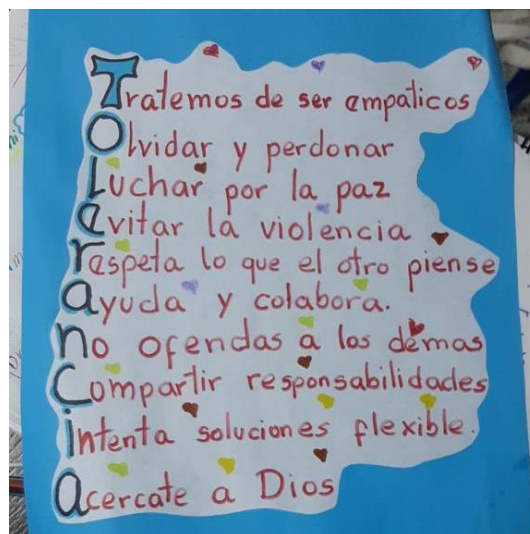 Tratemos de ser empaticos
Olvidar y perdonar
Luchar por la paz
evitar la violencia
respeta lo que el otro piense
ayuda y colabora.
no ofendas a los demas
Compartir responsabilidades
intenta soluciones flexible.
acercate a Dios